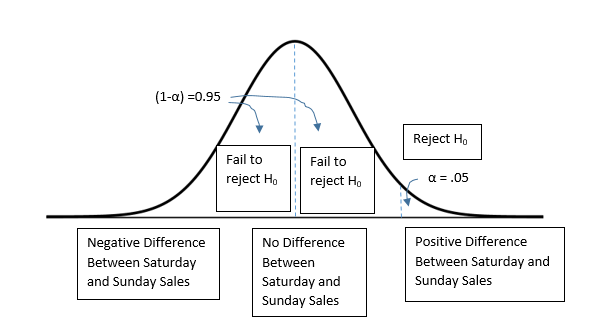 (1-α) =0.95
Reject H₀
Fail to
reject H₀
Fail to
reject H₀
α = .05
Negative Difference
Between Saturday
and Sunday Sales
No Difference
Between
Saturday and
Sunday Sales
Positive Difference
Between Saturday and
Sunday Sales